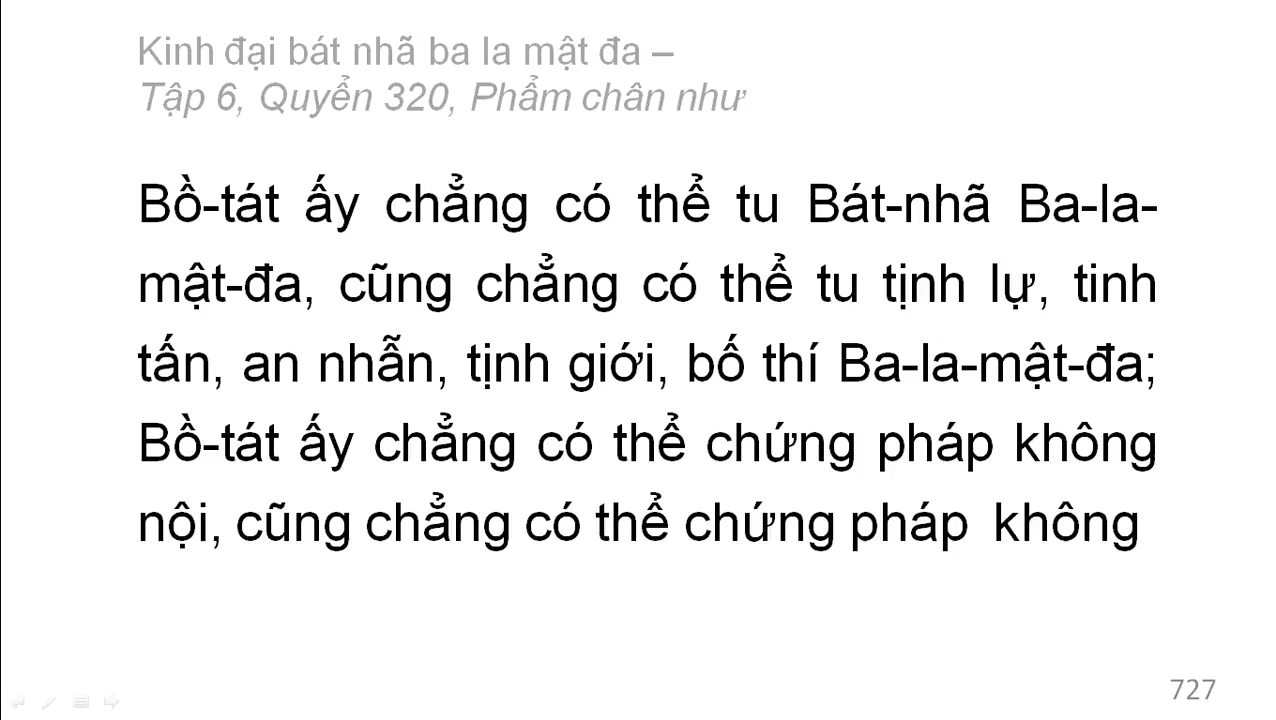 Kinh đại bát nhã ba la mật đa –
Tập 6, Quyển 320, Phẩm chân như
Bồ-tát ấy chẳng có thể tu Bát-nhã Ba-la-
mật-đa, cũng chẳng có thể tu tịnh lự, tinh
tấn, an nhẫn, tịnh giới, bố thí Ba-la-mật-đa;
Bồ-tát ấy chẳng có thể chứng pháp không
nội, cũng chẳng có thể chứng pháp không
727